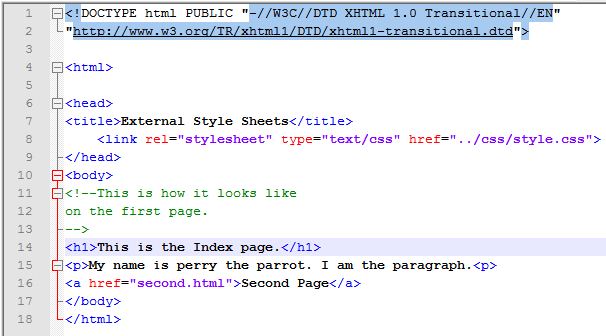 1 <!DOCTYPE html PUBLIC "-//W3C//DTD XHTML 1.0 Transitional//EN"
2 "http://www.w3.org/TR/xhtml1/DTD/xhtml1-transitional.dtd">
3
4 <html>
5
6 <head>
7 <title>External Style Sheets</title>
8 <link rel="stylesheet" type="text/css" href="../css/style.css">
9 </head>
10 <body>
11 <!--This is how it looks like
12 on the first page.
13 -->
14 <h1>This is the Index page.</h1>
15 <p>My name is perry the parrot. I am the paragraph.<p>
16 <a href="second.html">Second Page</a>
17 </body>
18 </html>